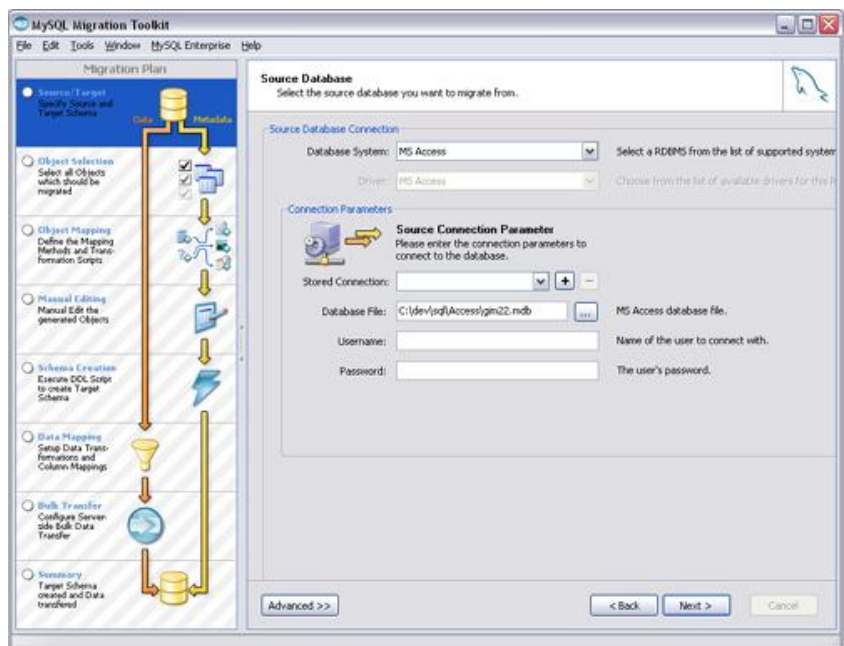 MySQL Migration Toolkit
File Edit Tools Window MySQL Enterprise Help
Migration Plan
Source/Target
Specify Source and
Target Schema
Data
Metadata
Object Selection
Select all Objects
which should be
migrated
Object Mapping
Define the Mapping
Methods and Trans-
formation Scripts
Manual Editing
Manual Edit the
generated Objects
Schema Creation
Execute DDL Script
to create Target
Schema
Data Mapping
Setup Data Trans-
formations and
Column Mappings
Bulk Transfer
Configure Server-
side Bulk Data
Transfer
Summary
Target Schema
created and Data
transfered
Source Database
Select the source database you want to migrate from.
Source Database Connection
Database System: MS Access Select a RDBMS from the list of supported system
Driver: MS Access Choose from the list of available drivers for this R
Connection Parameters
Source Connection Parameter
Please enter the connection parameters to
connect to the database.
Stored Connection: + −
Database File: C:\dev\sql\Access\gim22.mdb ... MS Access database file.
Username: Name of the user to connect with.
Password: The user's password.
Advanced >> < Back Next > Cancel